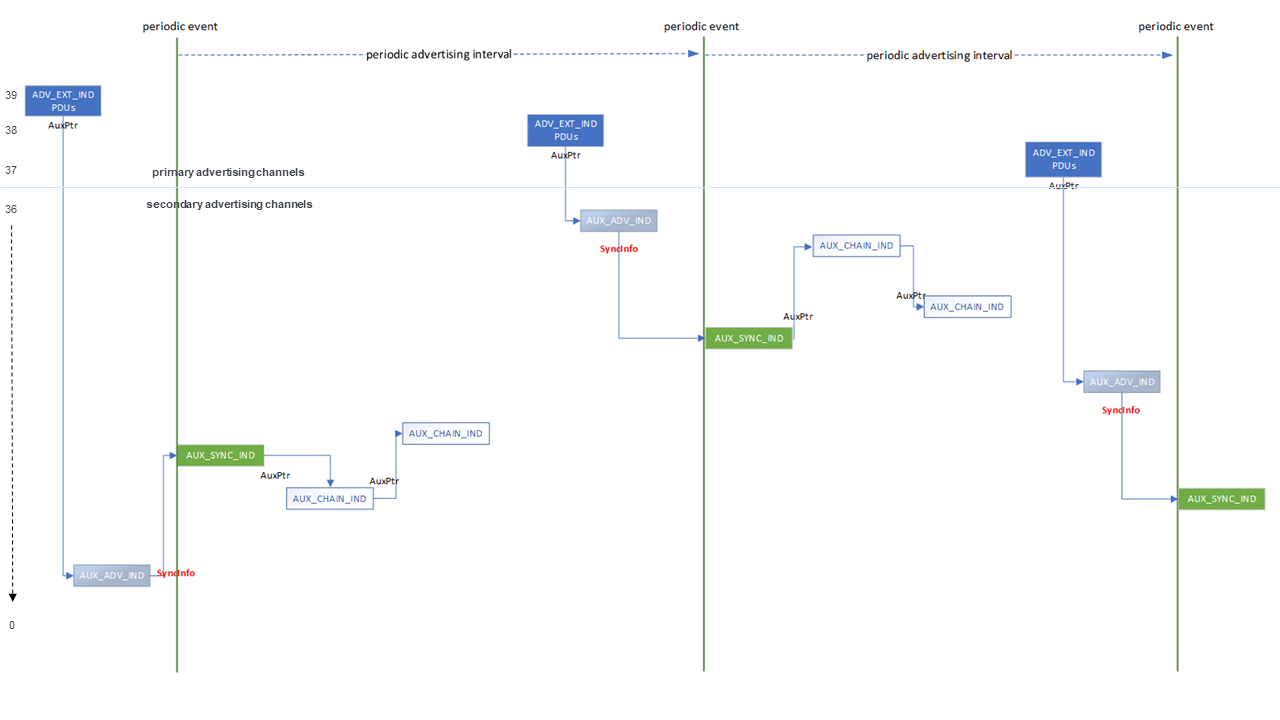 periodic event
periodic event
periodic event
periodic advertising interval
periodic advertising interval
39
ADV_EXT_IND
PDUs
AuxPtr
38
ADV_EXT_IND
PDUs
AuxPtr
ADV_EXT_IND
PDUs
AuxPtr
37
primary advertising channels
secondary advertising channels
36
AUX_ADV_IND
SyncInfo
AUX_CHAIN_IND
AuxPtr
AUX_CHAIN_IND
AuxPtr
AUX_SYNC_IND
AUX_ADV_IND
SyncInfo
AUX_CHAIN_IND
AUX_SYNC_IND
AuxPtr
AuxPtr
AUX_CHAIN_IND
AUX_SYNC_IND
AUX_ADV_IND
SyncInfo
0